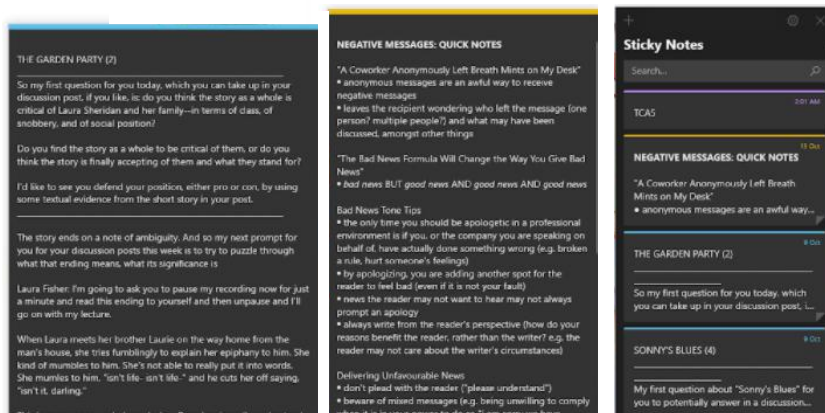 THE GARDEN PARTY (2)
So my first question for you today, which you can take up in your
discussion post, if you like, is: do you think the story as a whole is
critical of Laura Sheridan and her family--in terms of class, of
snobbery, and of social position?
Do you find the story as a whole to be critical of them, or do you
think the story is finally accepting of them and what they stand for?
I'd like to see you defend your position, either pro or con, by using
some textual evidence from the short story in your post.
The story ends on a note of ambiguity. And so my next prompt for
you for your discussion posts this week is to try to puzzle through
what that ending means, what its significance is
Laura Fisher: I'm going to ask you to pause my recording now for just
a minute and read this ending to yourself and then unpause and I'll
go on with my lecture.
When Laura meets her brother Laurie on the way home from the
man's house, she tries fumblingly to explain her epiphany to him. She
kind of mumbles to him. She's not able to really put it into words.
She mumles to him, "isn't life- isn't life-" and he cuts her off saying,
"isn't it, darling."
NEGATIVE MESSAGES: QUICK NOTES
"A Coworker Anonymously Left Breath Mints on My Desk"
• anonymous messages are an awful way to receive
negative messages
• leaves the recipient wondering who left the message (one
person? multiple people?) and what may have been
discussed, amongst other things
"The Bad News Formula Will Change the Way You Give Bad
News"
• bad news BUT good news AND good news AND good news
Bad News Tone Tips
• the only time you should be apologetic in a professional
environment is if you, or the company you are speaking on
behalf of, have actually done something wrong (e.g. broken
a rule, hurt someone's feelings)
• by apologizing, you are adding another spot for the
reader to feel bad (even if it is not your fault)
• news the reader may not want to hear may not always
prompt an apology
• always write from the reader's perspective (how do your
reasons benefit the reader, rather than the writer? e.g. the
reader may not care about the writer's circumstances)
Delivering Unfavourable News
• don't plead with the reader ("please understand")
• beware of mixed messages (e.g. being unwilling to comply
Sticky Notes
Search...
2:01 AM
TCAS
NEGATIVE MESSAGES: QUICK NOTES
"A Coworker Anonymously Left Breath
Mints on My Desk"
• anonymous messages are an awful way...
THE GARDEN PARTY (2)
So my first question for you today, which
you can take up in your discussion post, i...
9 Oct
SONNY'S BLUES (4)
My first question about "Sonny's Blues" for
you to potentially answer in a discussion...